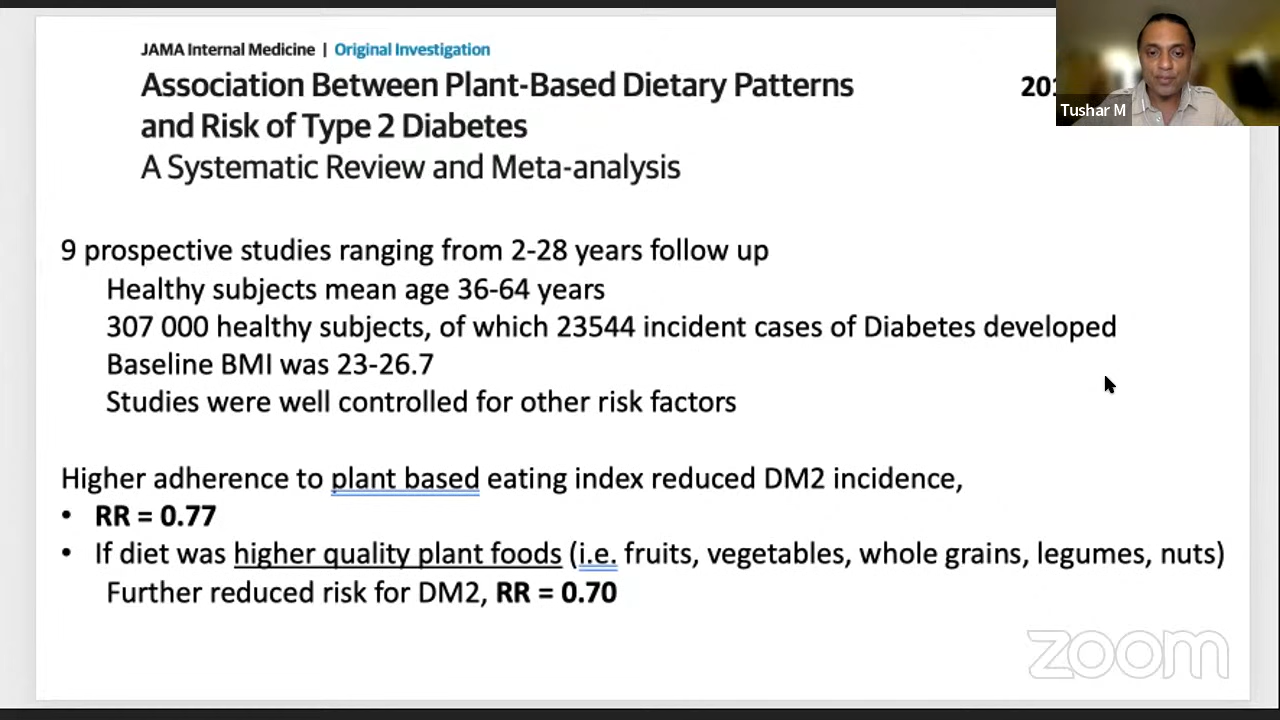 JAMA Internal Medicine | Original Investigation
Association Between Plant-Based Dietary Patterns
and Risk of Type 2 Diabetes
A Systematic Review and Meta-analysis
Tushar M
9 prospective studies ranging from 2-28 years follow up
Healthy subjects mean age 36-64 years
307 000 healthy subjects, of which 23544 incident cases of Diabetes developed
Baseline BMI was 23-26.7
Studies were well controlled for other risk factors
Higher adherence to plant based eating index reduced DM2 incidence,
• RR = 0.77
• If diet was higher quality plant foods (i.e. fruits, vegetables, whole grains, legumes, nuts)
Further reduced risk for DM2, RR = 0.70
zoom